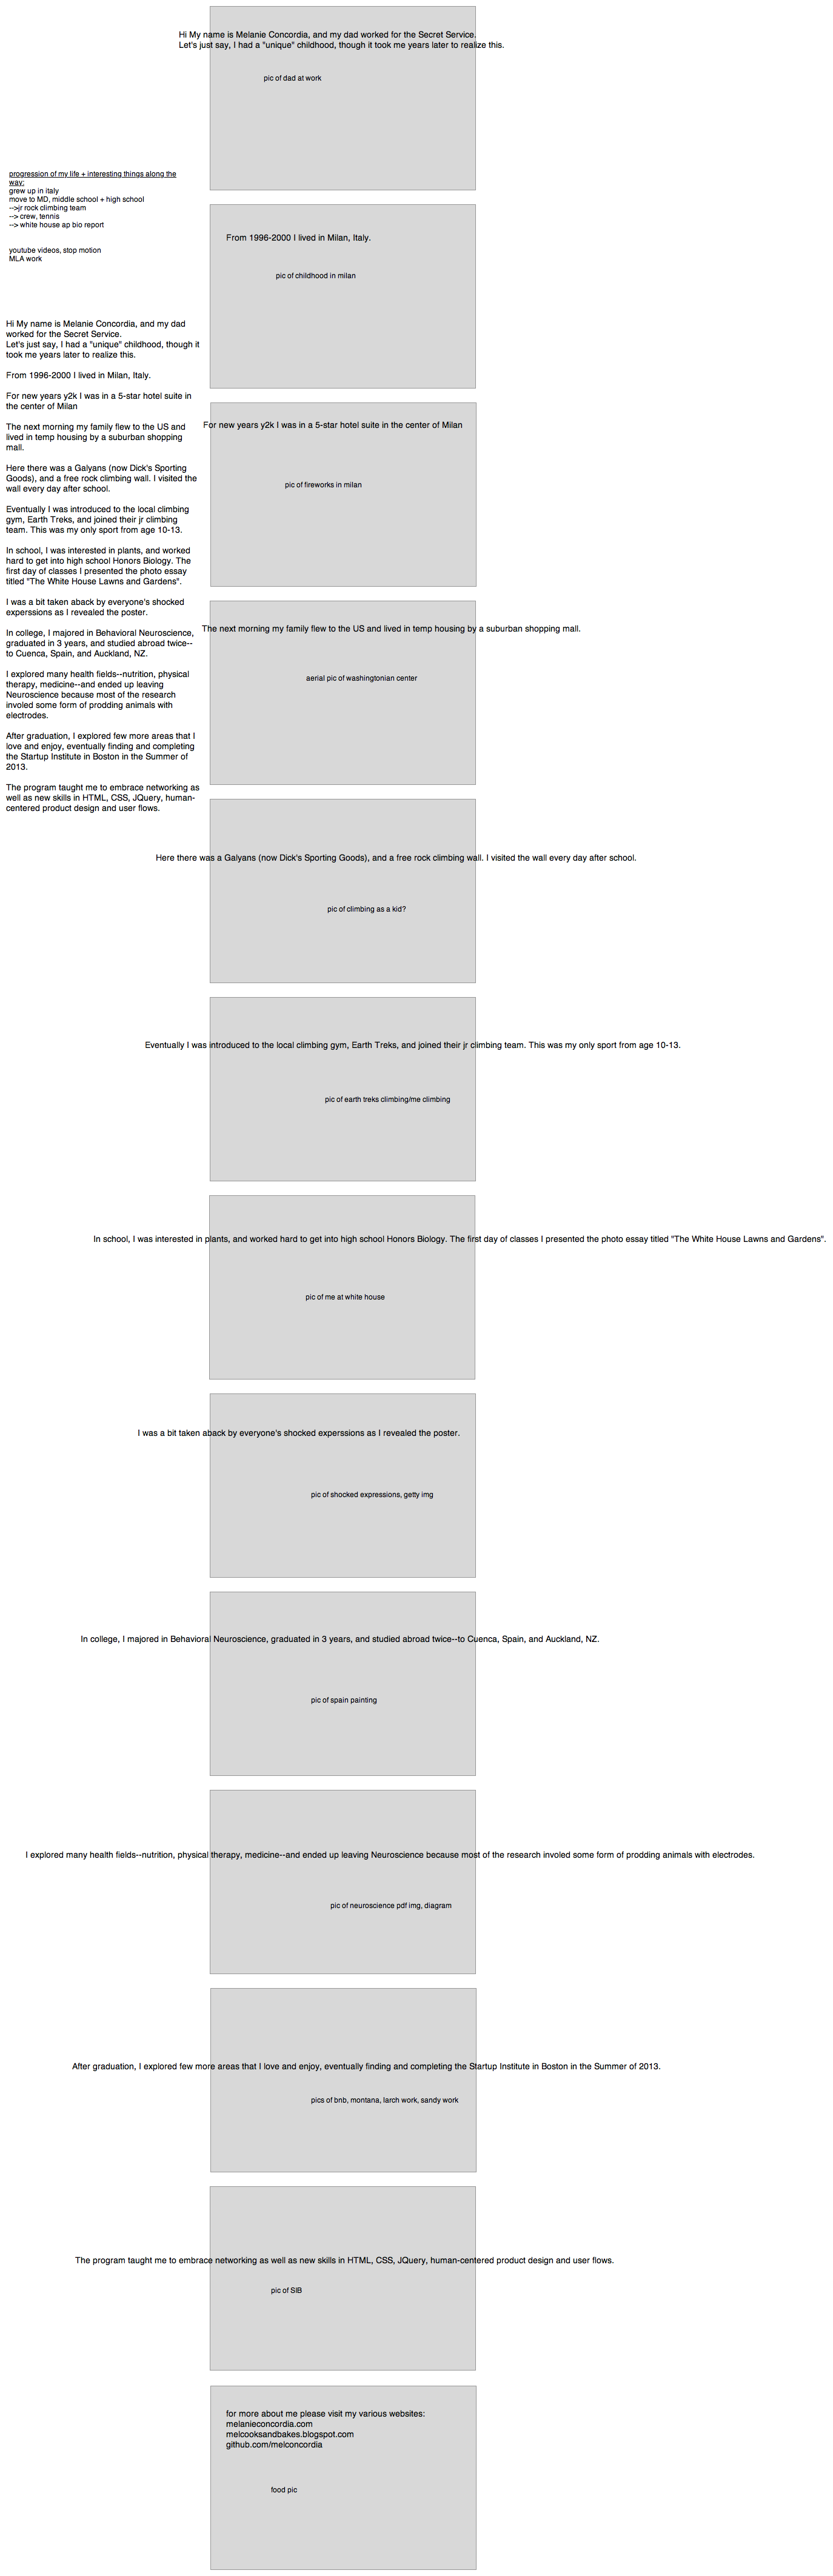 Hi My name is Melanie Concordia, and my dad worked for the Secret Service.
Let's just say, I had a "unique" childhood, though it took me years later to realize this.
pic of dad at work
progression of my life + interesting things along the
way:
grew up in italy
move to MD, middle school + high school
-->jr rock climbing team
--> crew, tennis
--> white house ap bio report
youtube videos, stop motion
MLA work
From 1996-2000 I lived in Milan, Italy.
pic of childhood in milan
Hi My name is Melanie Concordia, and my dad
worked for the Secret Service.
Let's just say, I had a "unique" childhood, though it
took me years later to realize this.
From 1996-2000 I lived in Milan, Italy.
For new years y2k I was in a 5-star hotel suite in
the center of Milan
The next morning my family flew to the US and
lived in temp housing by a suburban shopping
mall.
Here there was a Galyans (now Dick's Sporting
Goods), and a free rock climbing wall. I visited the
wall every day after school.
Eventually I was introduced to the local climbing
gym, Earth Treks, and joined their jr climbing
team. This was my only sport from age 10-13.
In school, I was interested in plants, and worked
hard to get into high school Honors Biology. The
first day of classes I presented the photo essay
titled "The White House Lawns and Gardens".
I was a bit taken aback by everyone's shocked
experssions as I revealed the poster.
In college, I majored in Behavioral Neuroscience,
graduated in 3 years, and studied abroad twice--
to Cuenca, Spain, and Auckland, NZ.
I explored many health fields--nutrition, physical
therapy, medicine--and ended up leaving
Neuroscience because most of the research
involed some form of prodding animals with
electrodes.
After graduation, I explored few more areas that I
love and enjoy, eventually finding and completing
the Startup Institute in Boston in the Summer of
2013.
The program taught me to embrace networking as
well as new skills in HTML, CSS, JQuery, human-
centered product design and user flows.
For new years y2k I was in a 5-star hotel suite in the center of Milan
pic of fireworks in milan
The next morning my family flew to the US and lived in temp housing by a suburban shopping mall.
aerial pic of washingtonian center
Here there was a Galyans (now Dick's Sporting Goods), and a free rock climbing wall. I visited the wall every day after school.
pic of climbing as a kid?
Eventually I was introduced to the local climbing gym, Earth Treks, and joined their jr climbing team. This was my only sport from age 10-13.
pic of earth treks climbing/me climbing
In school, I was interested in plants, and worked hard to get into high school Honors Biology. The first day of classes I presented the photo essay titled "The White House Lawns and Gardens".
pic of me at white house
I was a bit taken aback by everyone's shocked experssions as I revealed the poster.
pic of shocked expressions, getty img
In college, I majored in Behavioral Neuroscience, graduated in 3 years, and studied abroad twice--to Cuenca, Spain, and Auckland, NZ.
pic of spain painting
I explored many health fields--nutrition, physical therapy, medicine--and ended up leaving Neuroscience because most of the research involed some form of prodding animals with electrodes.
pic of neuroscience pdf img, diagram
After graduation, I explored few more areas that I love and enjoy, eventually finding and completing the Startup Institute in Boston in the Summer of 2013.
pics of bnb, montana, larch work, sandy work
The program taught me to embrace networking as well as new skills in HTML, CSS, JQuery, human-centered product design and user flows.
pic of SIB
for more about me please visit my various websites:
melanieconcordia.com
melcooksandbakes.blogspot.com
github.com/melconcordia
food pic